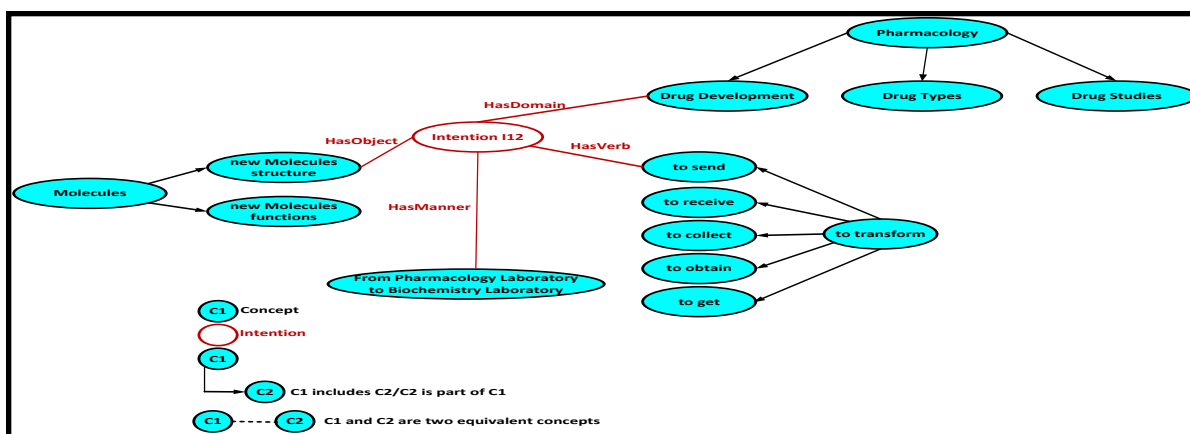 Pharmacology
Drug Development
Drug Types
Drug Studies
HasDomain
Intention I12
HasObject
HasVerb
new Molecules
structure
to send
Molecules
HasManner
to receive
new Molecules
functions
to collect
to transform
to obtain
From Pharmacology Laboratory
to Biochemistry Laboratory
to get
C1 Concept
Intention
C1
C2 C1 includes C2/C2 is part of C1
C1 C2 C1 and C2 are two equivalent concepts